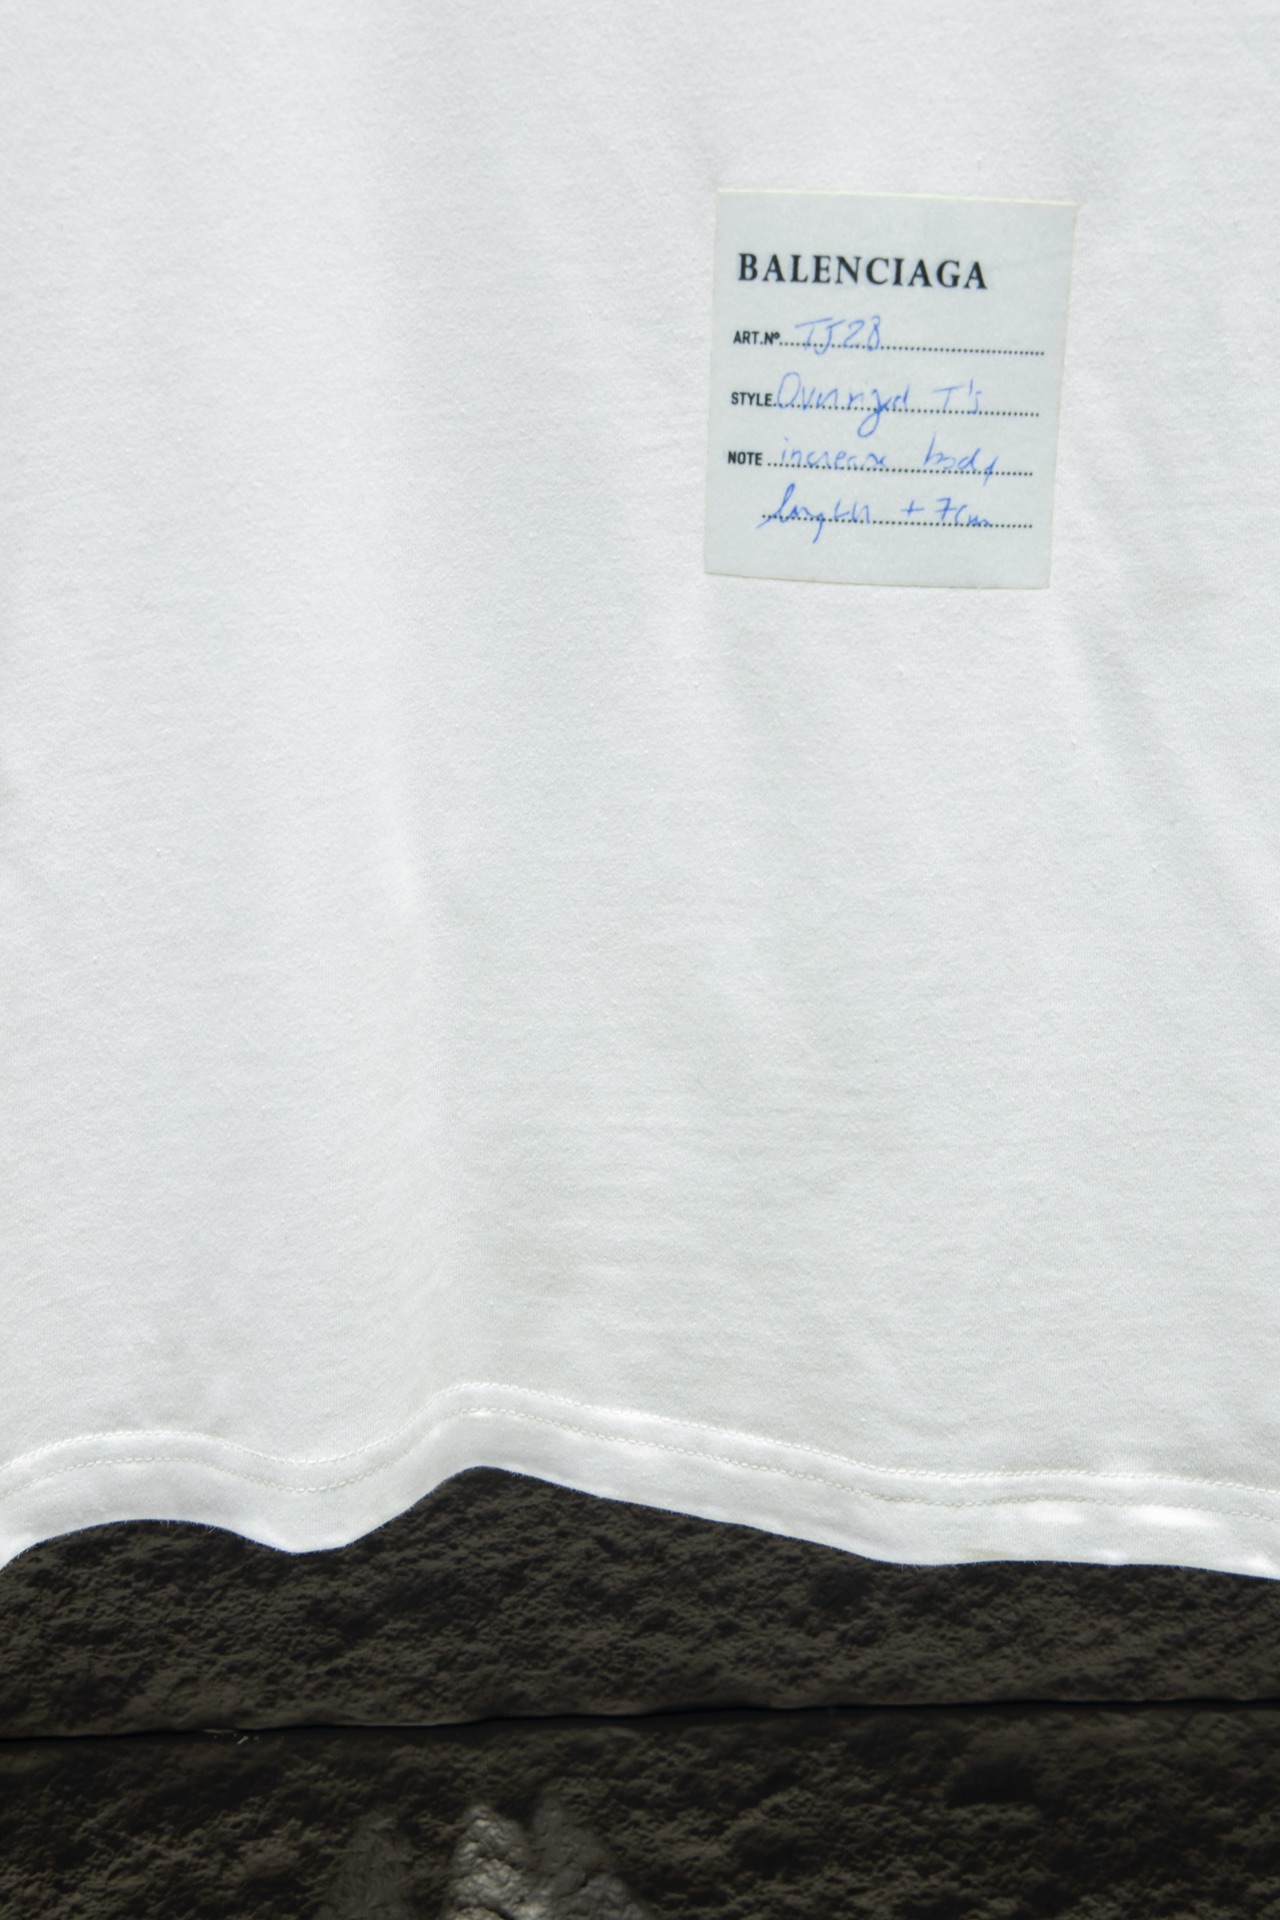 BALENCIAGA
ART.Nº TJ28
STYLE Oversized T's
NOTE increase body
length + 7cm